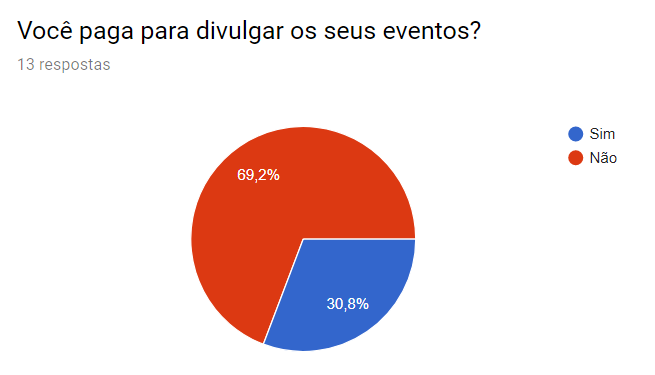 Você paga para divulgar os seus eventos?
13 respostas
Sim
Não
69,2%
30,8%